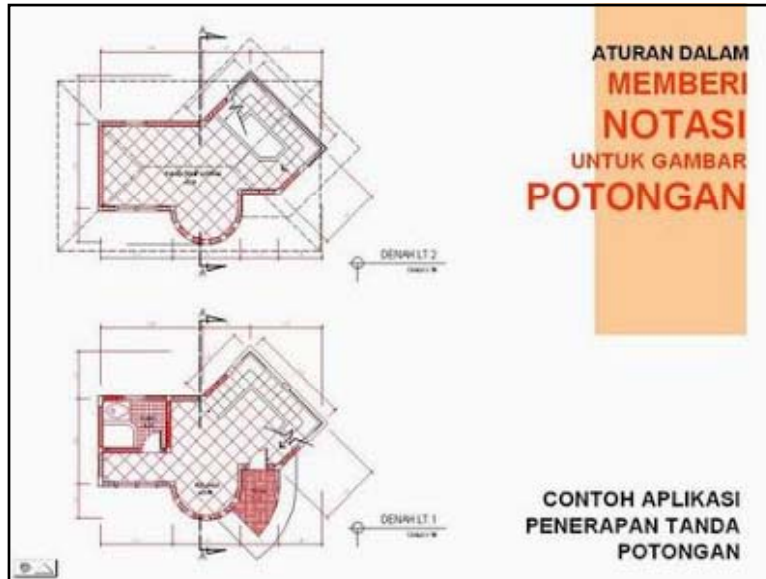 ATURAN DALAM
MEMBERI
NOTASI
UNTUK GAMBAR
POTONGAN
A
DENAH LT 2
A
A
DENAH LT 1
A
CONTOH APLIKASI
PENERAPAN TANDA
POTONGAN